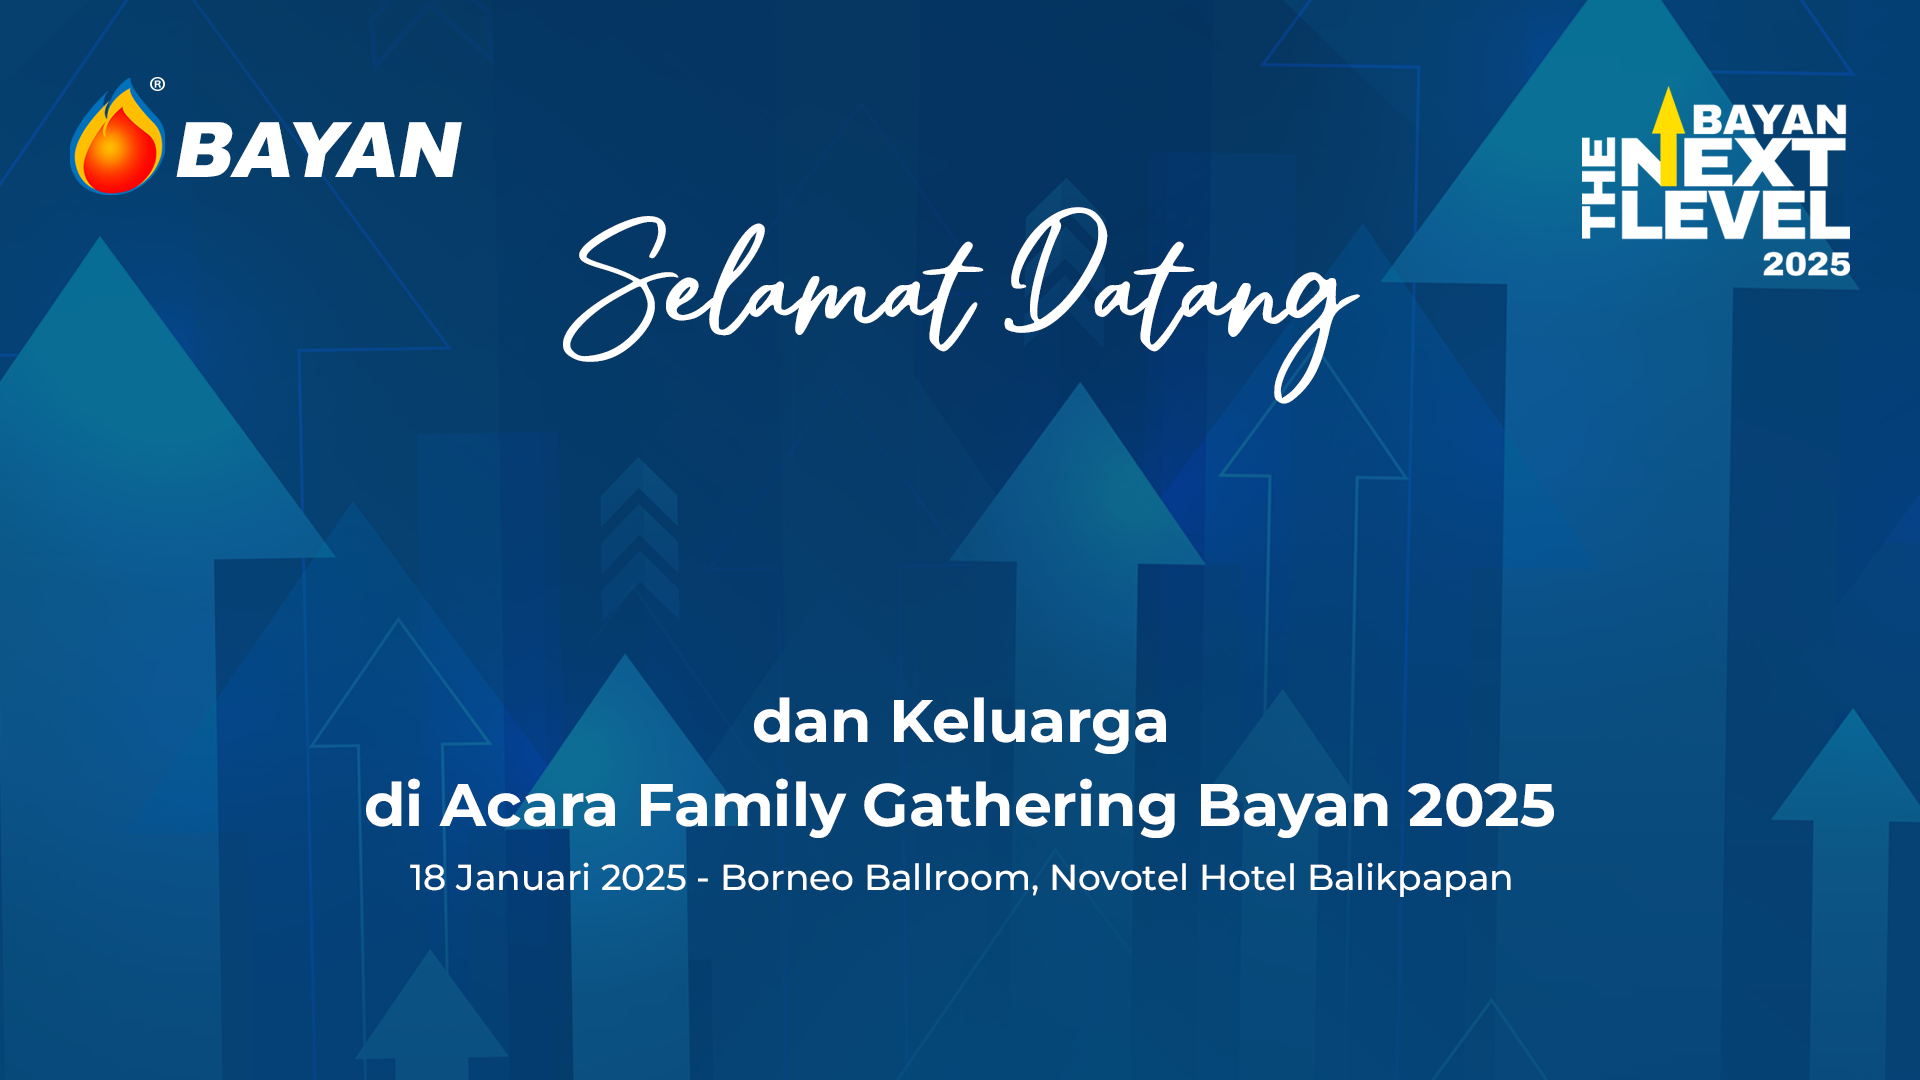 BAYAN®
BAYAN
THE NEXT
LEVEL
2025
Selamat Datang
dan Keluarga
di Acara Family Gathering Bayan 2025
18 Januari 2025 - Borneo Ballroom, Novotel Hotel Balikpapan